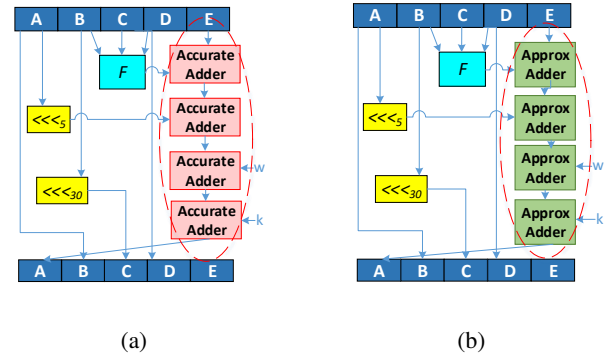 A B C D E
F
Accurate Adder
<<<5
Accurate Adder
Accurate Adder
w
<<<30
Accurate Adder
k
A B C D E
(a)
A B C D E
F
Approx Adder
<<<5
Approx Adder
Approx Adder
w
<<<30
Approx Adder
k
A B C D E
(b)